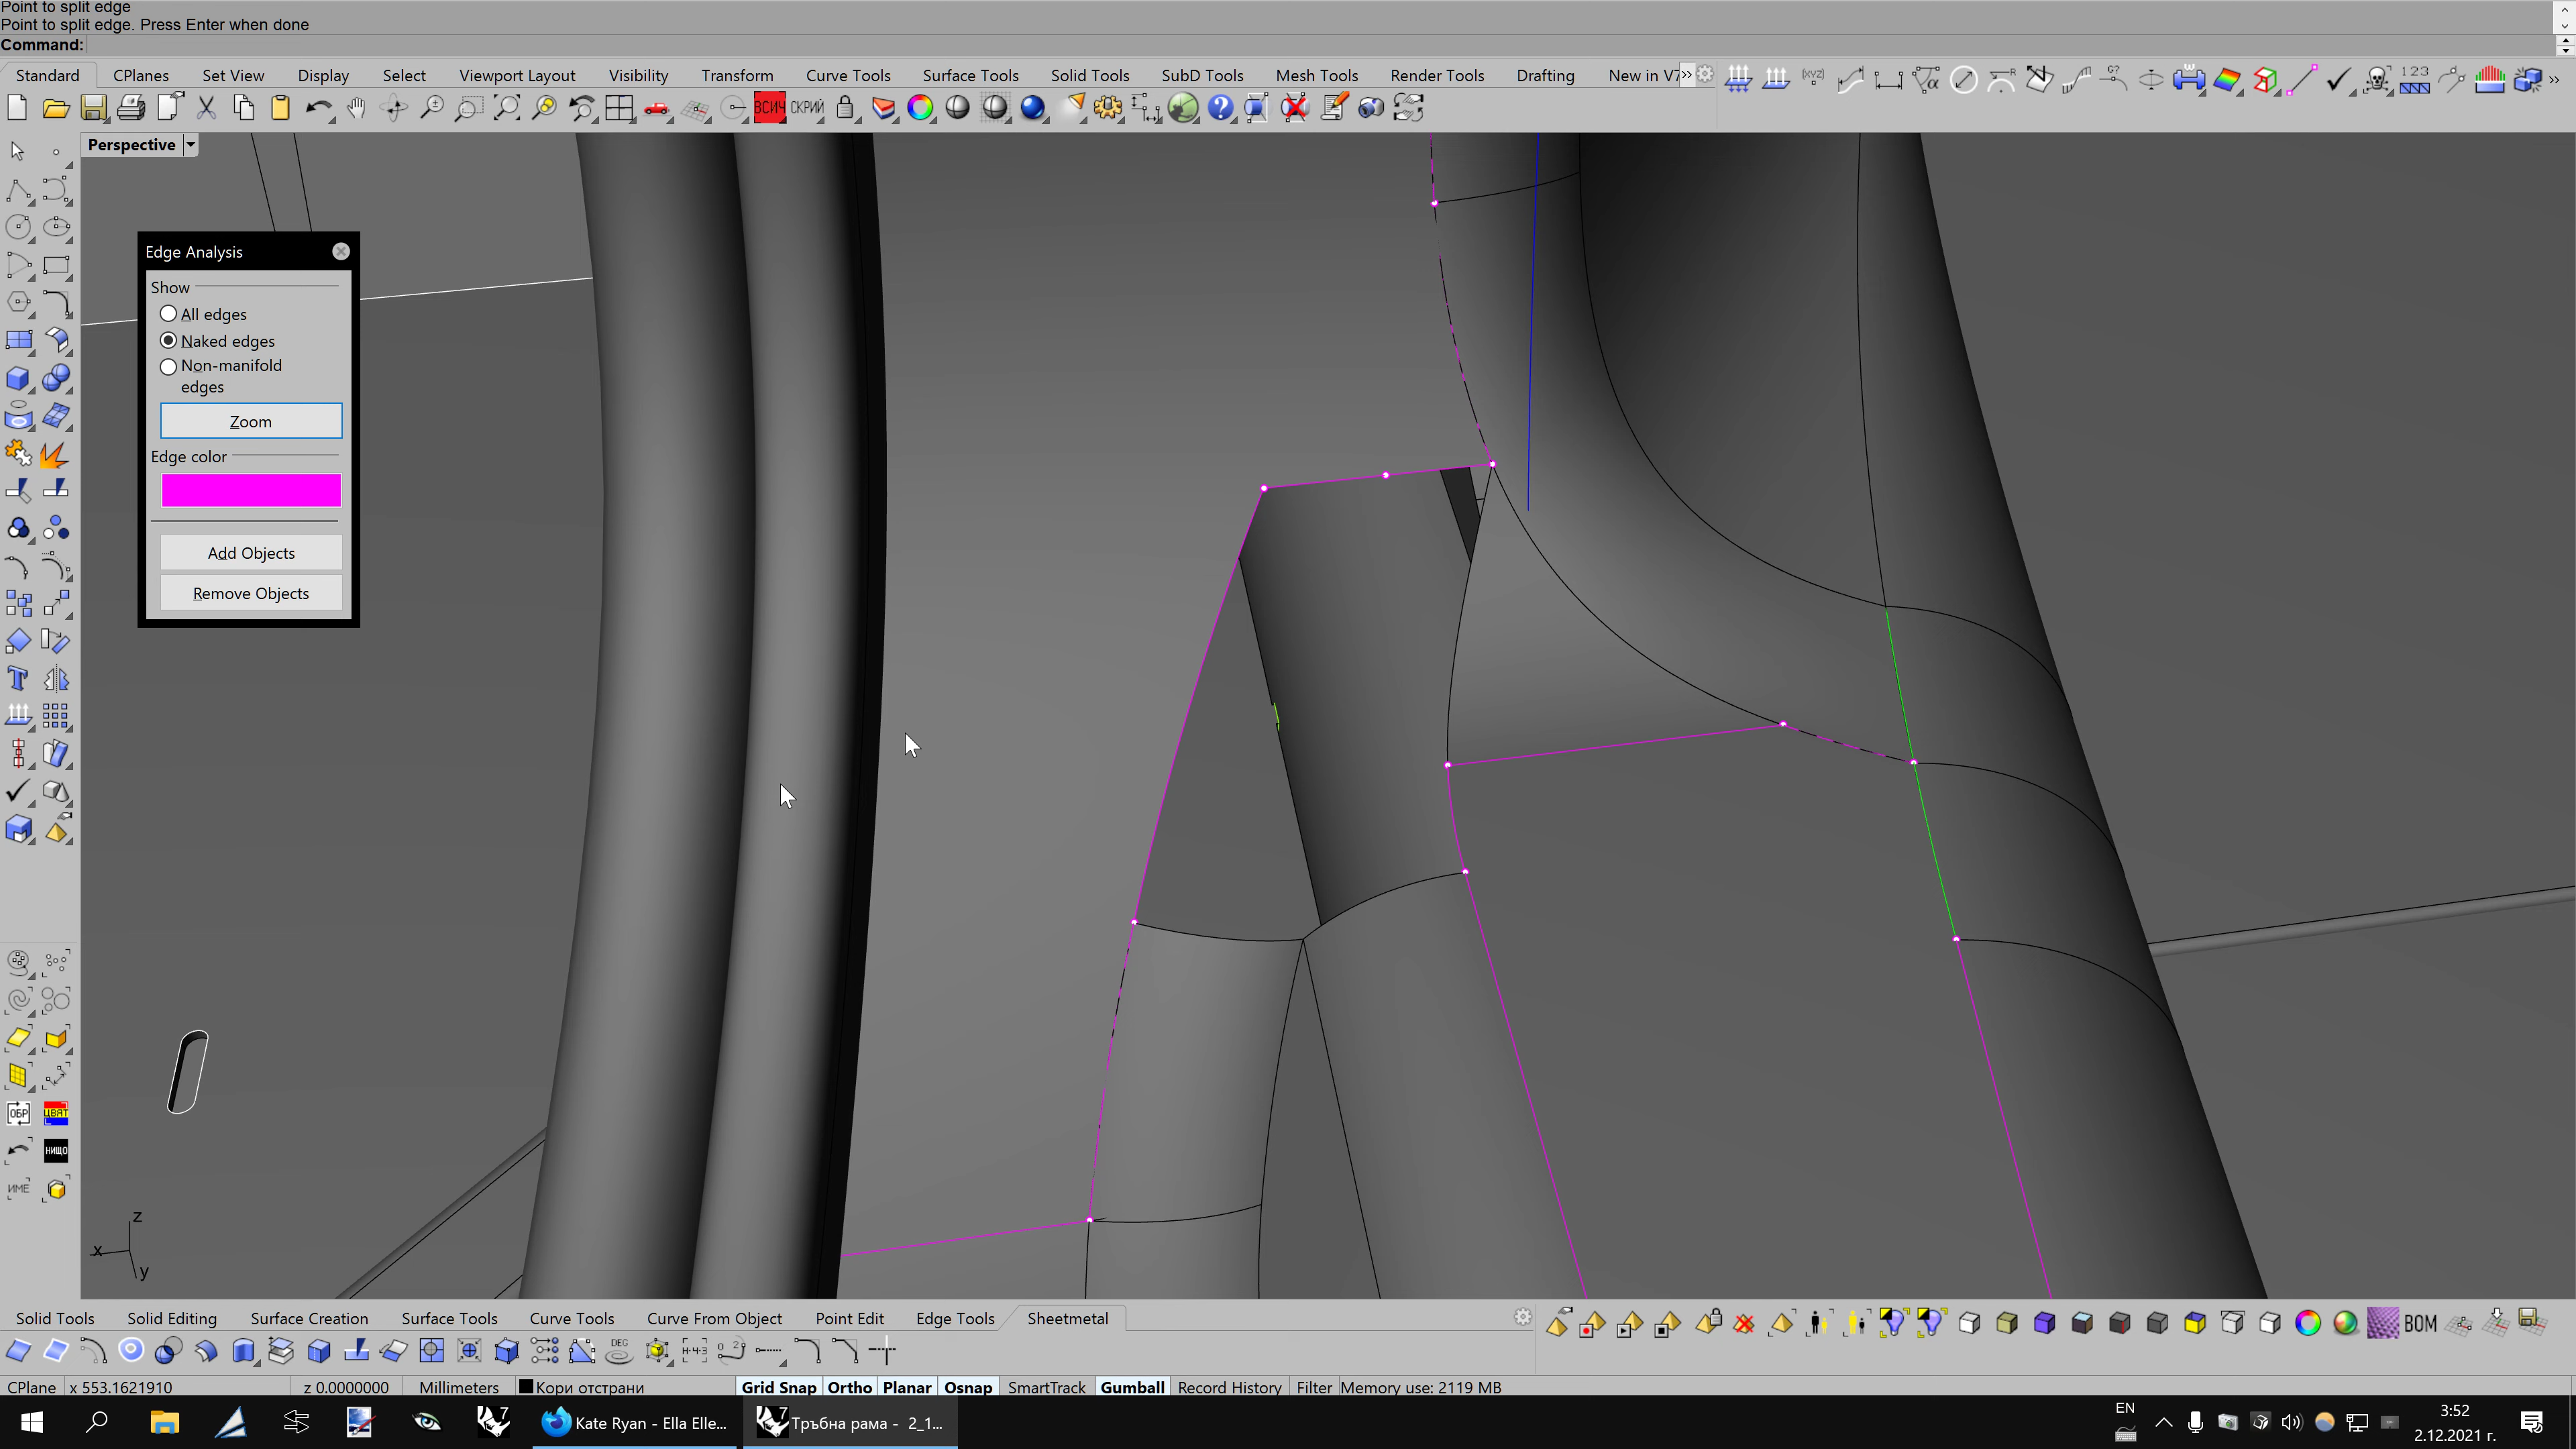 Point to split edge
Point to split edge. Press Enter when done
Command:
Standard CPlanes Set View Display Select Viewport Layout Visibility Transform Curve Tools Surface Tools Solid Tools SubD Tools Mesh Tools Render Tools Drafting New in V7
ВСИЧ СКРИЙ
Perspective
Edge Analysis
Show
All edges
Naked edges
Non-manifold
edges
Zoom
Edge color
Add Objects
Remove Objects
ОБР ЦВЯТ
НИЩО
ИМЕ
z
x
y
Solid Tools Solid Editing Surface Creation Surface Tools Curve Tools Curve From Object Point Edit Edge Tools Sheetmetal
BOM
CPlane x 553.1621910 z 0.0000000 Millimeters Кори отстрани Grid Snap Ortho Planar Osnap SmartTrack Gumball Record History Filter Memory use: 2119 MB
Kate Ryan - Ella Elle...
7 Тръбна рама - 2_1...
EN
3:52
2.12.2021 г.